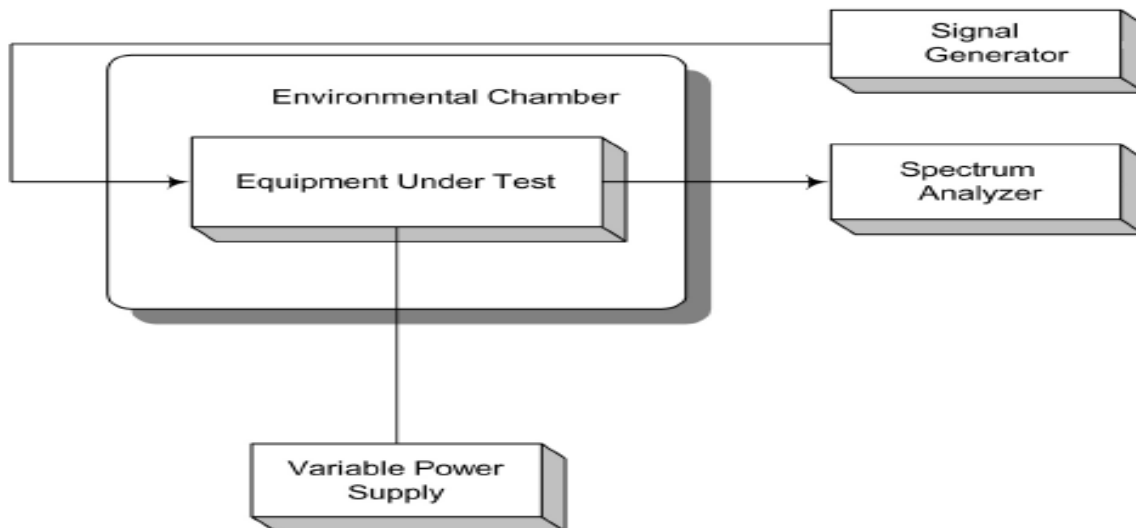 Signal
Generator
Environmental Chamber
Equipment Under Test
Spectrum
Analyzer
Variable Power
Supply